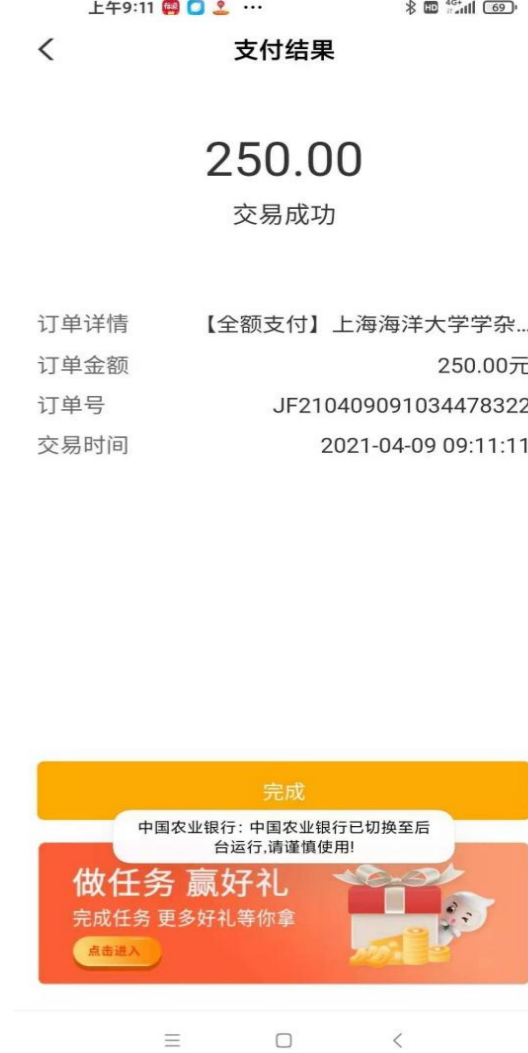 上午9:11 ...
HD 4G+ 69
支付结果
250.00
交易成功
订单详情 【全额支付】上海海洋大学学杂...
订单金额 250.00元
订单号 JF210409091034478322
交易时间 2021-04-09 09:11:11
完成
中国农业银行: 中国农业银行已切换至后
台运行,请谨慎使用!
做任务 赢好礼
完成任务 更多好礼等你拿
点击进入